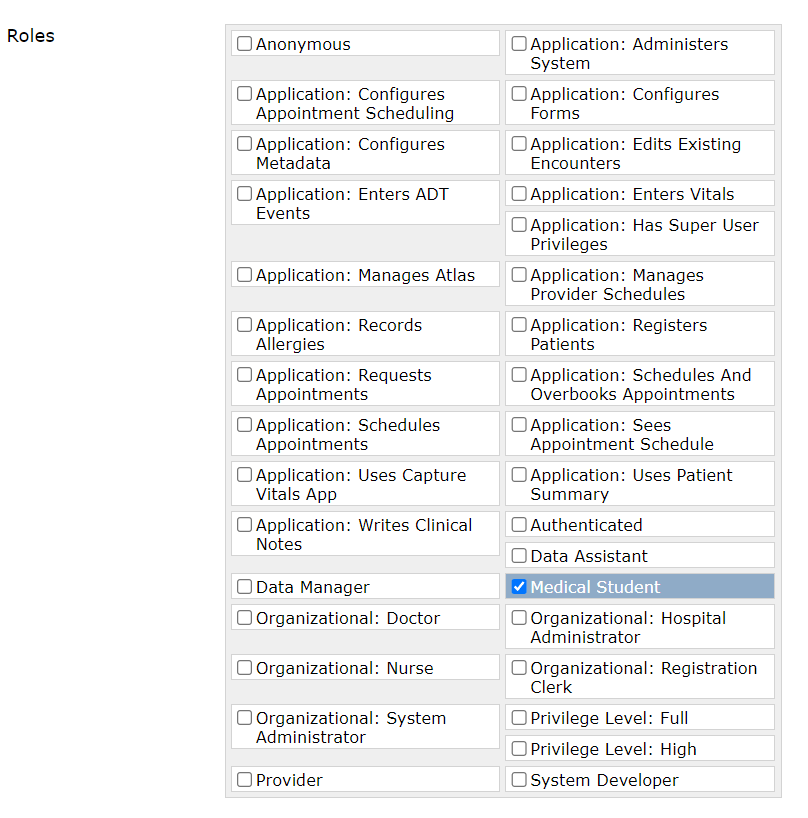 Roles
Anonymous
Application: Administers
System
Application: Configures
Appointment Scheduling
Application: Configures
Forms
Application: Configures
Metadata
Application: Edits Existing
Encounters
Application: Enters ADT
Events
Application: Enters Vitals
Application: Has Super User
Privileges
Application: Manages Atlas
Application: Manages
Provider Schedules
Application: Records
Allergies
Application: Registers
Patients
Application: Requests
Appointments
Application: Schedules And
Overbooks Appointments
Application: Schedules
Appointments
Application: Sees
Appointment Schedule
Application: Uses Capture
Vitals App
Application: Uses Patient
Summary
Application: Writes Clinical
Notes
Authenticated
Data Assistant
Data Manager
Medical Student
Organizational: Doctor
Organizational: Hospital
Administrator
Organizational: Nurse
Organizational: Registration
Clerk
Organizational: System
Administrator
Privilege Level: Full
Privilege Level: High
Provider
System Developer